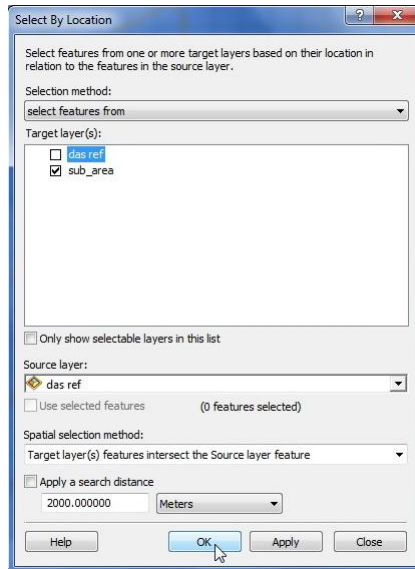 Select By Location
Select features from one or more target layers based on their location in
relation to the features in the source layer.
Selection method:
select features from
Target layer(s):
das ref
sub_area
Only show selectable layers in this list
Source layer:
das ref
Use selected features (0 features selected)
Spatial selection method:
Target layer(s) features intersect the Source layer feature
Apply a search distance
2000.000000 Meters
Help OK Apply Close